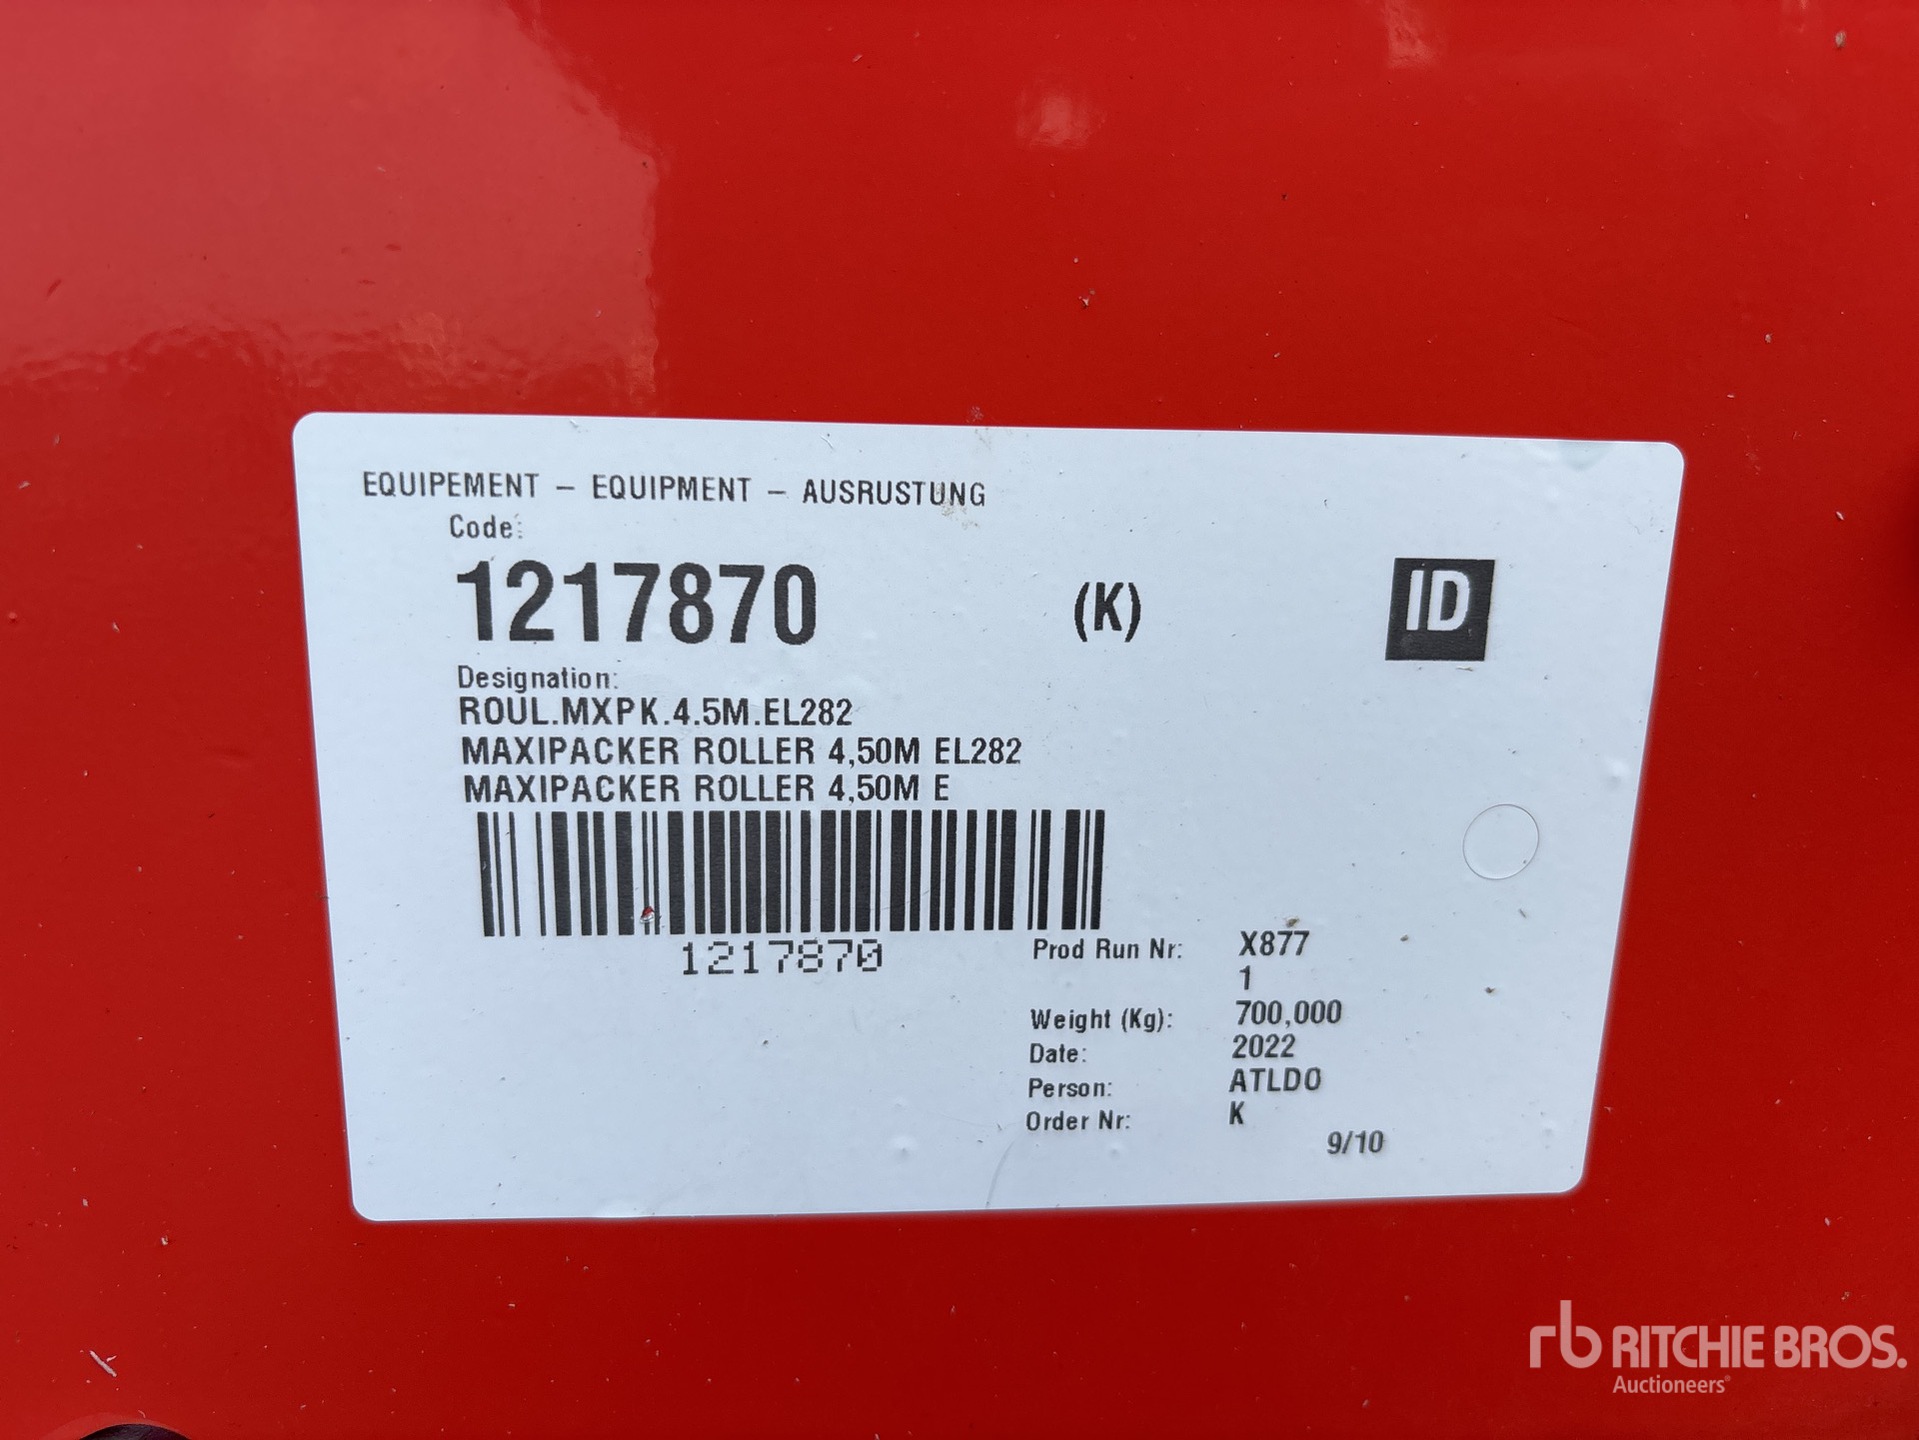 EQUIPEMENT – EQUIPMENT – AUSRUSTUNG
Code:
1217870 (K) ID
Designation:
ROUL.MXPK.4.5M.EL282
MAXIPACKER ROLLER 4,50M EL282
MAXIPACKER ROLLER 4,50M E
1217870
Prod Run Nr: X877
1
Weight (Kg): 700,000
Date: 2022
Person: ATLDO
Order Nr: K
9/10
rb RITCHIE BROS.
Auctioneers®